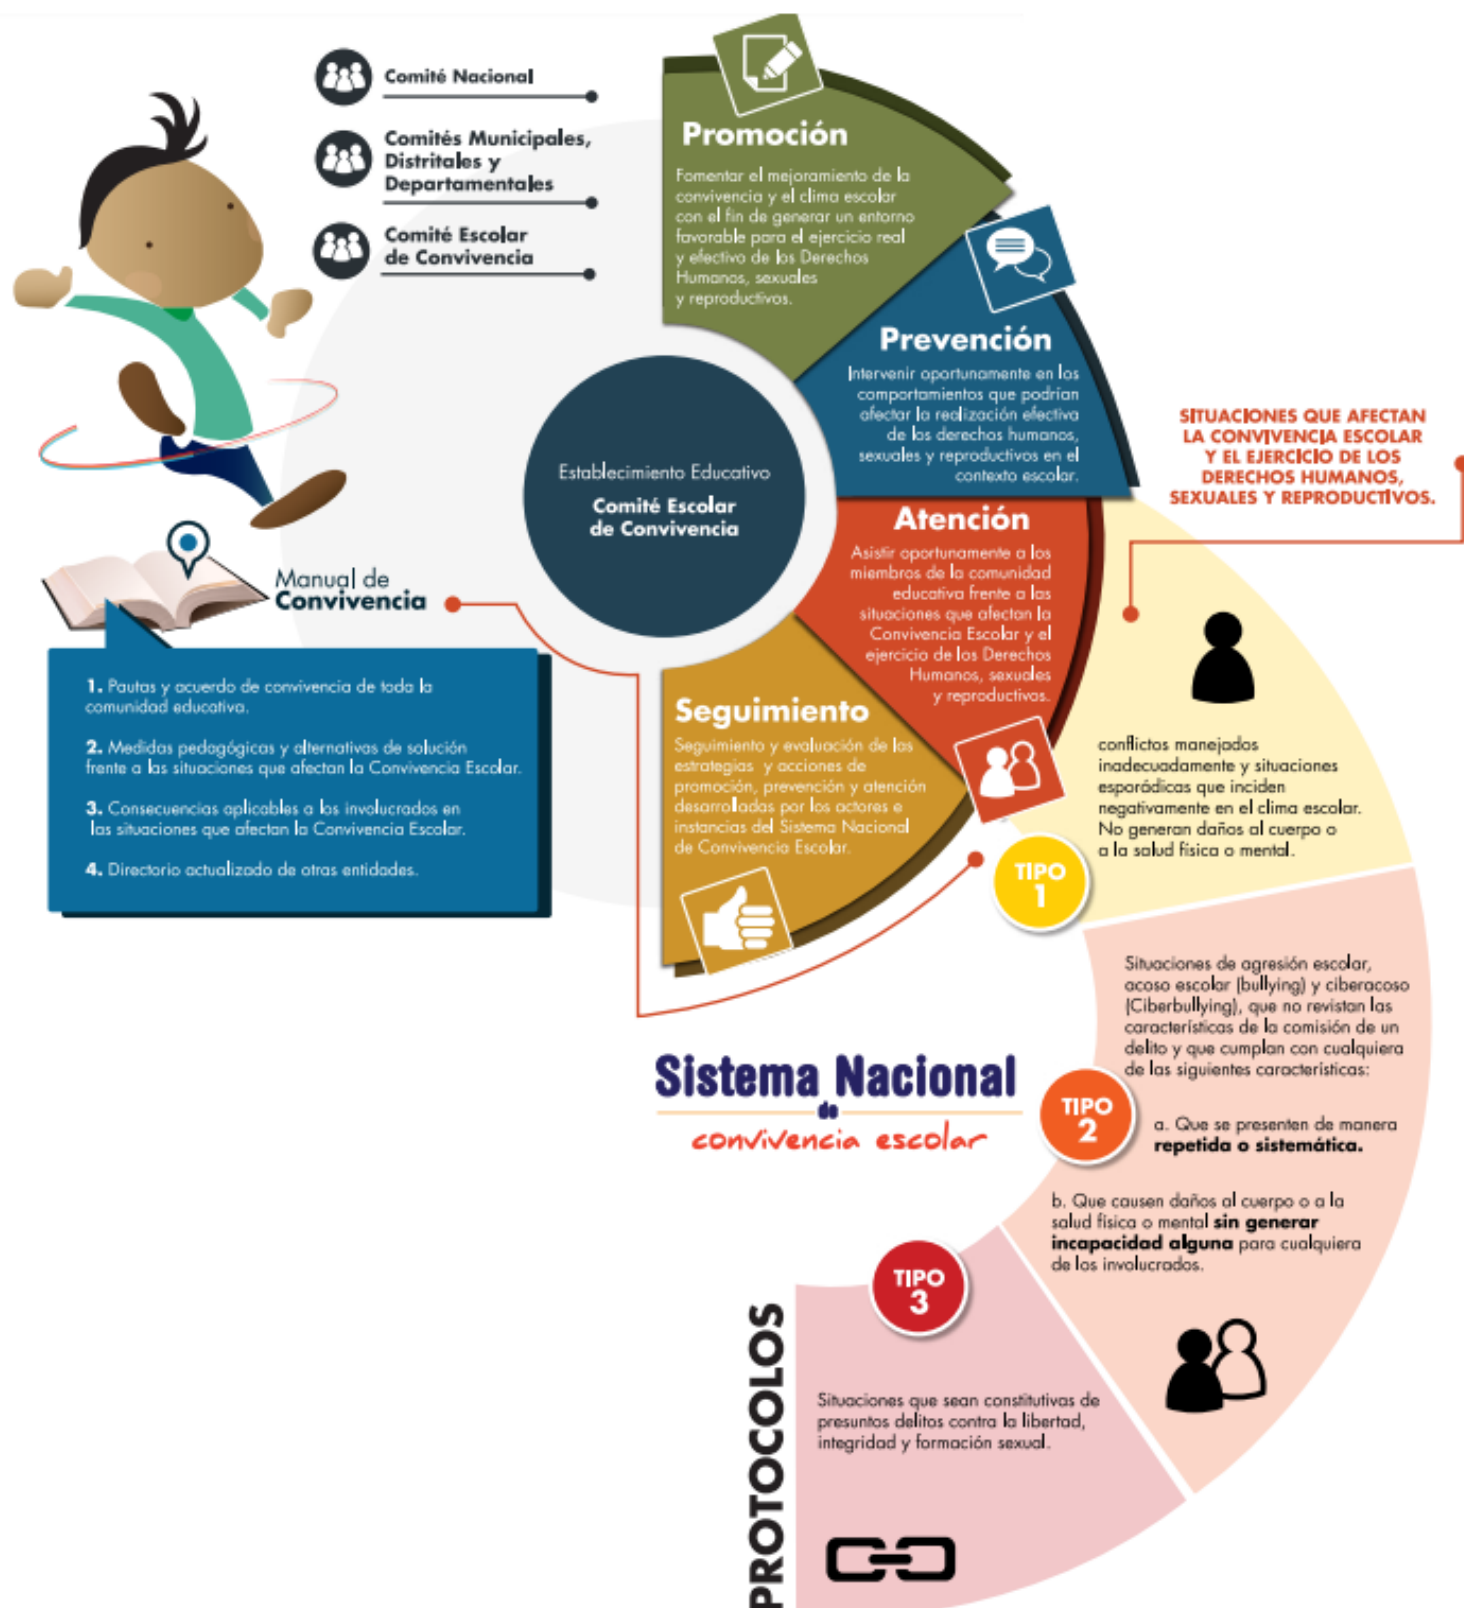 Comité Nacional
Comités Municipales,
Distritales y
Departamentales
Comité Escolar
de Convivencia
Promoción
Fomentar el mejoramiento de la
convivencia y el clima escolar
con el fin de generar un entorno
favorable para el ejercicio real
y efectivo de los Derechos
Humanos, sexuales
y reproductivos.
Prevención
Intervenir oportunamente en los
comportamientos que podrían
afectar la realización efectiva
de los derechos humanos,
sexuales y reproductivos en el
contexto escolar.
SITUACIONES QUE AFECTAN
LA CONVIVENCIA ESCOLAR
Y EL EJERCICIO DE LOS
DERECHOS HUMANOS,
SEXUALES Y REPRODUCTIVOS.
Establecimiento Educativo
Comité Escolar
de Convivencia
Atención
Asistir oportunamente a los
miembros de la comunidad
educativa frente a las
situaciones que afectan la
Convivencia Escolar y el
ejercicio de los Derechos
Humanos, sexuales
y reproductivas.
Manual de
Convivencia
1. Pautas y acuerdo de convivencia de toda la
comunidad educativa.
2. Medidas pedagógicas y alternativas de solución
frente a las situaciones que afectan la Convivencia Escolar.
3. Consecuencias aplicables a los involucrados en
las situaciones que afectan la Convivencia Escolar.
4. Directorio actualizado de otras entidades.
Seguimiento
Seguimiento y evaluación de las
estrategias y acciones de
promoción, prevención y atención
desarrolladas por los actores e
instancias del Sistema Nacional
de Convivencia Escolar.
conflictos manejados
inadecuadamente y situaciones
esporádicas que inciden
negativamente en el clima escolar.
No generan daños al cuerpo o
a la salud física o mental.
TIPO
1
Situaciones de agresión escolar,
acoso escolar (bullying) y ciberacoso
(Ciberbullying), que no revistan las
características de la comisión de un
delito y que cumplan con cualquiera
de las siguientes características:
TIPO
2
a. Que se presenten de manera
repetida o sistemática.
b. Que causen daños al cuerpo o a la
salud física o mental sin generar
incapacidad alguna para cualquiera
de los involucrados.
Sistema Nacional
de
convivencia escolar
TIPO
3
Situaciones que sean constitutivas de
presuntos delitos contra la libertad,
integridad y formación sexual.
PROTOCOLOS